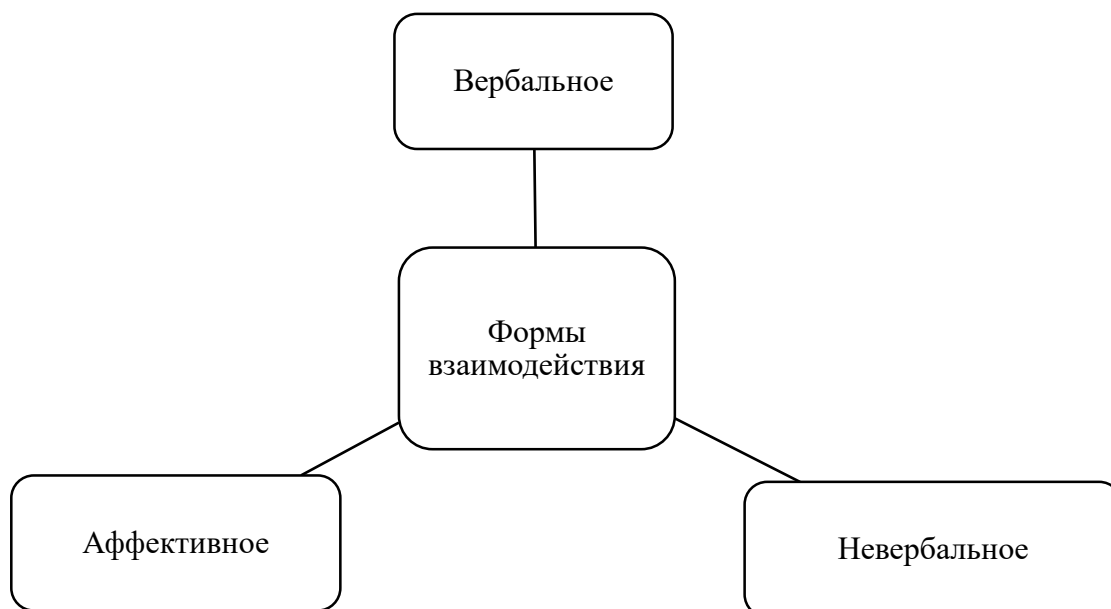 Вербальное
Формы
взаимодействия
Аффективное
Невербальное